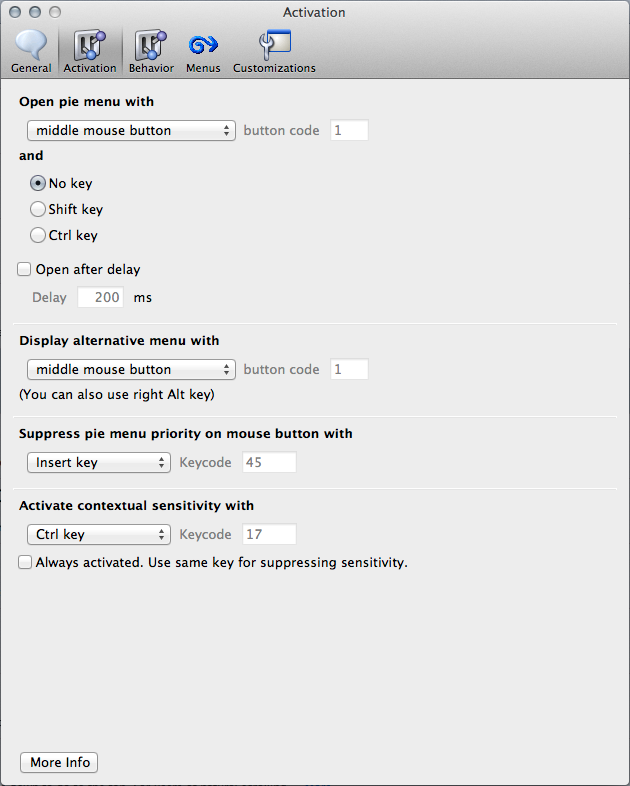 Activation
General Activation Behavior Menus Customizations
Open pie menu with
middle mouse button button code 1
and
No key
Shift key
Ctrl key
Open after delay
Delay 200 ms
Display alternative menu with
middle mouse button button code 1
(You can also use right Alt key)
Suppress pie menu priority on mouse button with
Insert key Keycode 45
Activate contextual sensitivity with
Ctrl key Keycode 17
Always activated. Use same key for suppressing sensitivity.
More Info